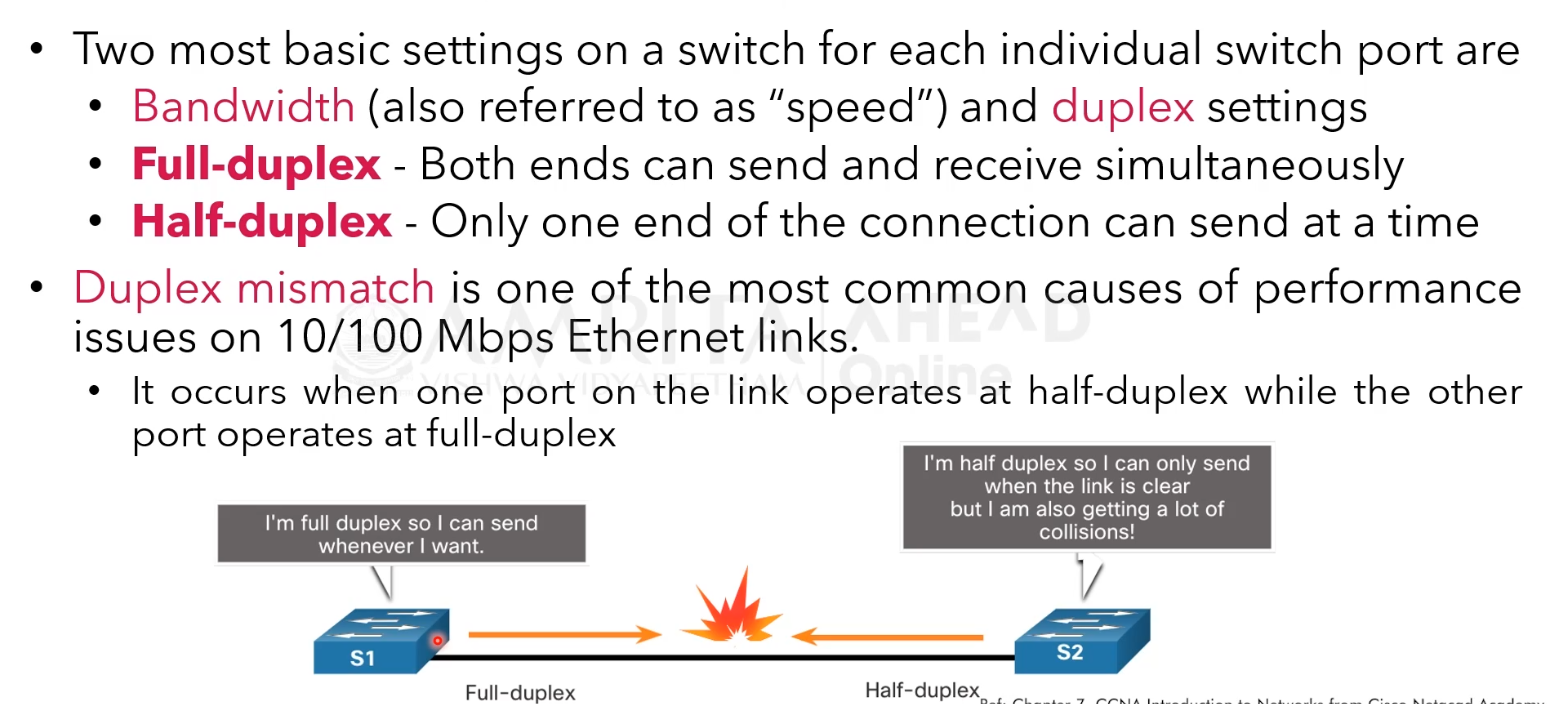 • Two most basic settings on a switch for each individual switch port are
• Bandwidth (also referred to as “speed”) and duplex settings
• Full-duplex - Both ends can send and receive simultaneously
• Half-duplex - Only one end of the connection can send at a time
• Duplex mismatch is one of the most common causes of performance
issues on 10/100 Mbps Ethernet links.
AMRITA AHEAD
VISHWA VIDYAPEETHAM Online
• It occurs when one port on the link operates at half-duplex while the other
port operates at full-duplex
I'm full duplex so I can send
whenever I want.
I'm half duplex so I can only send
when the link is clear
but I am also getting a lot of
collisions!
S1
S2
Full-duplex
Half-duplex
Ref: Chapter 7, CCNA Introduction to Networks from Cisco Netacad Academy